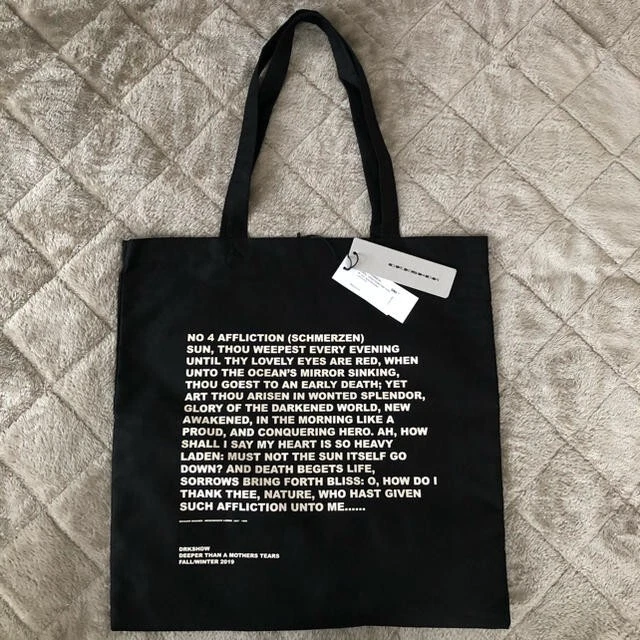 NO 4 AFFLICTION (SCHMERZEN)
SUN, THOU WEEPEST EVERY EVENING
UNTIL THY LOVELY EYES ARE RED, WHEN
UNTO THE OCEAN'S MIRROR SINKING,
THOU GOEST TO AN EARLY DEATH; YET
ART THOU ARISEN IN WONTED SPLENDOR,
GLORY OF THE DARKENED WORLD, NEW
AWAKENED, IN THE MORNING LIKE A
PROUD, AND CONQUERING HERO. AH, HOW
SHALL I SAY MY HEART IS SO HEAVY
LADEN: MUST NOT THE SUN ITSELF GO
DOWN? AND DEATH BEGETS LIFE,
SORROWS BRING FORTH BLISS: O, HOW DO I
THANK THEE, NATURE, WHO HAST GIVEN
SUCH AFFLICTION UNTO ME......
DRKSHDW
DEEPER THAN A MOTHERS TEARS
FALL/WINTER 2019